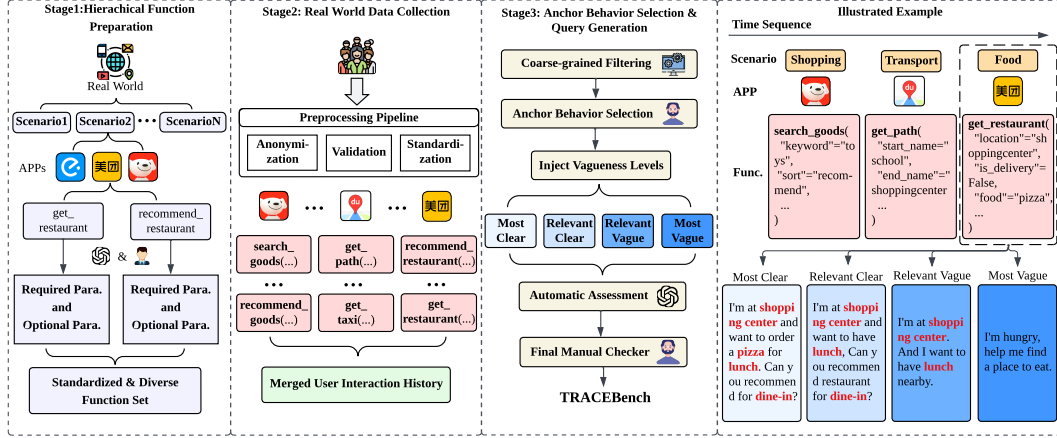 Stage1:Hierachical Function
Preparation
Real World
Scenario1
Scenario2
•••
ScenarioN
APPs
e
美团
get_
restaurant
recommend_
restaurant
&
Required Para.
and
Optional Para.
Required Para.
and
Optional Para.
Standardized & Diverse
Function Set
Stage2: Real World Data Collection
Preprocessing Pipeline
Anonymi-
zation
Validation
Standardi-
zation
•••
du
•••
美团
search_
goods(...)
get_
path(...)
recommend_
restaurant(...)
•••
•••
•••
recommend_
goods(...)
get_
taxi(...)
get_
restaurant(...)
Merged User Interaction History
Stage3: Anchor Behavior Selection &
Query Generation
Coarse-grained Filtering
Anchor Behavior Selection
Inject Vagueness Levels
Most
Clear
Relevant
Clear
Relevant
Vague
Most
Vague
Automatic Assessment
Final Manual Checker
TRACEBench
Illustrated Example
Time Sequence
Scenario
Shopping
Transport
Food
APP
du
美团
Func.
search_goods(
"keyword"="to
ys",
"sort"="recom-
mend",
...
)
get_path(
"start_name="
school",
"end_name"="
shoppingcenter
...
)
get_restaurant(
"location"="sh
oppingcenter",
"is_delivery"=
False,
"food"="pizza",
...
)
Most Clear
Relevant Clear
Relevant Vague
Most Vague
I'm at shoppi
ng center and
want to order
a pizza for
lunch. Can y
ou recommen
d for dine-in?
I'm at shoppi
ng center and
want to have
lunch, Can y
ou recommen
d restaurant
for dine-in?
I'm at shoppi
ng center.
And I want to
have lunch
nearby.
I'm hungry,
help me find
a place to eat.